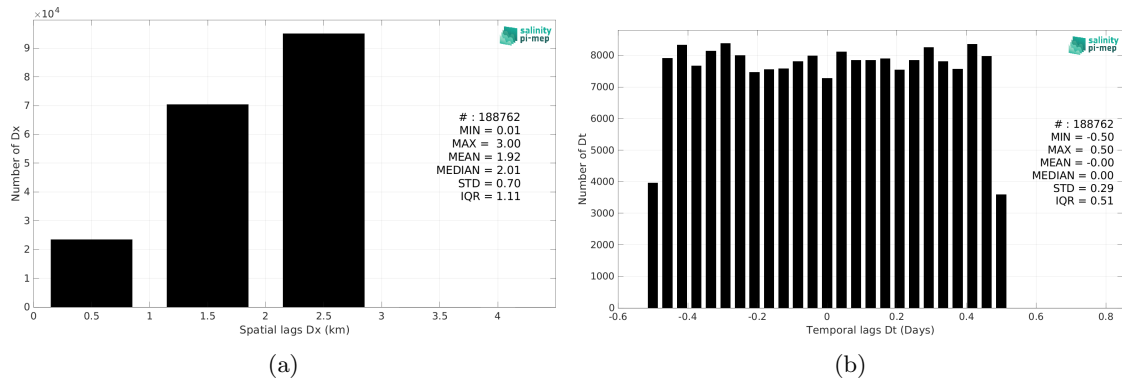 ×10⁴
9
8
7
6
5
4
3
2
1
0
Number of Dx
0 0.5 1 1.5 2 2.5 3 3.5 4
Spatial lags Dx (km)
salinity
pi-mep
# : 188762
MIN = 0.01
MAX = 3.00
MEAN = 1.92
MEDIAN = 2.01
STD = 0.70
IQR = 1.11
(a)
8000
7000
6000
5000
4000
3000
2000
1000
0
Number of Dt
-0.6 -0.4 -0.2 0 0.2 0.4 0.6 0.8
Temporal lags Dt (Days)
salinity
pi-mep
# : 188762
MIN = -0.50
MAX = 0.50
MEAN = -0.00
MEDIAN = 0.00
STD = 0.29
IQR = 0.51
(b)